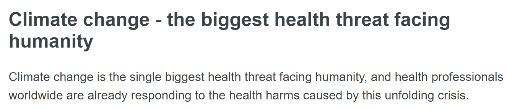 Climate change - the biggest health threat facing
humanity
Climate change is the single biggest health threat facing humanity, and health professionals
worldwide are already responding to the health harms caused by this unfolding crisis.